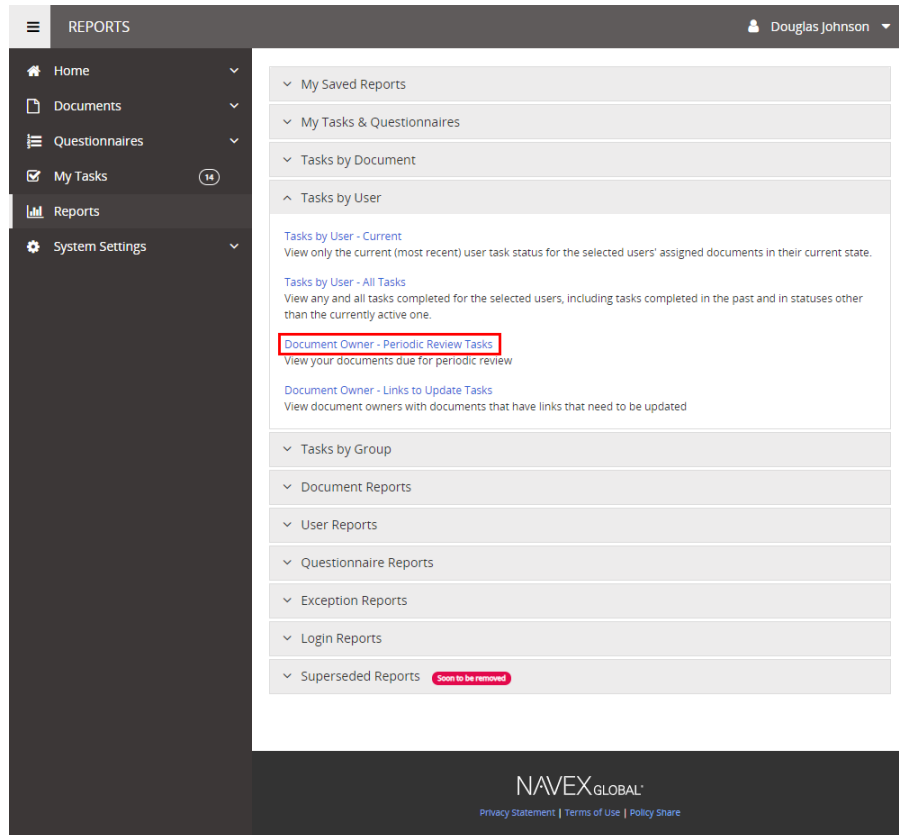 REPORTS
Douglas Johnson
Home
Documents
Questionnaires
My Tasks 14
Reports
System Settings
My Saved Reports
My Tasks & Questionnaires
Tasks by Document
Tasks by User
Tasks by User - Current
View only the current (most recent) user task status for the selected users' assigned documents in their current state.
Tasks by User - All Tasks
View any and all tasks completed for the selected users, including tasks completed in the past and in statuses other
than the currently active one.
Document Owner - Periodic Review Tasks
View your documents due for periodic review
Document Owner - Links to Update Tasks
View document owners with documents that have links that need to be updated
Tasks by Group
Document Reports
User Reports
Questionnaire Reports
Exception Reports
Login Reports
Superseded Reports Soon to be removed
NAVEX GLOBAL
Privacy Statement | Terms of Use | Policy Share